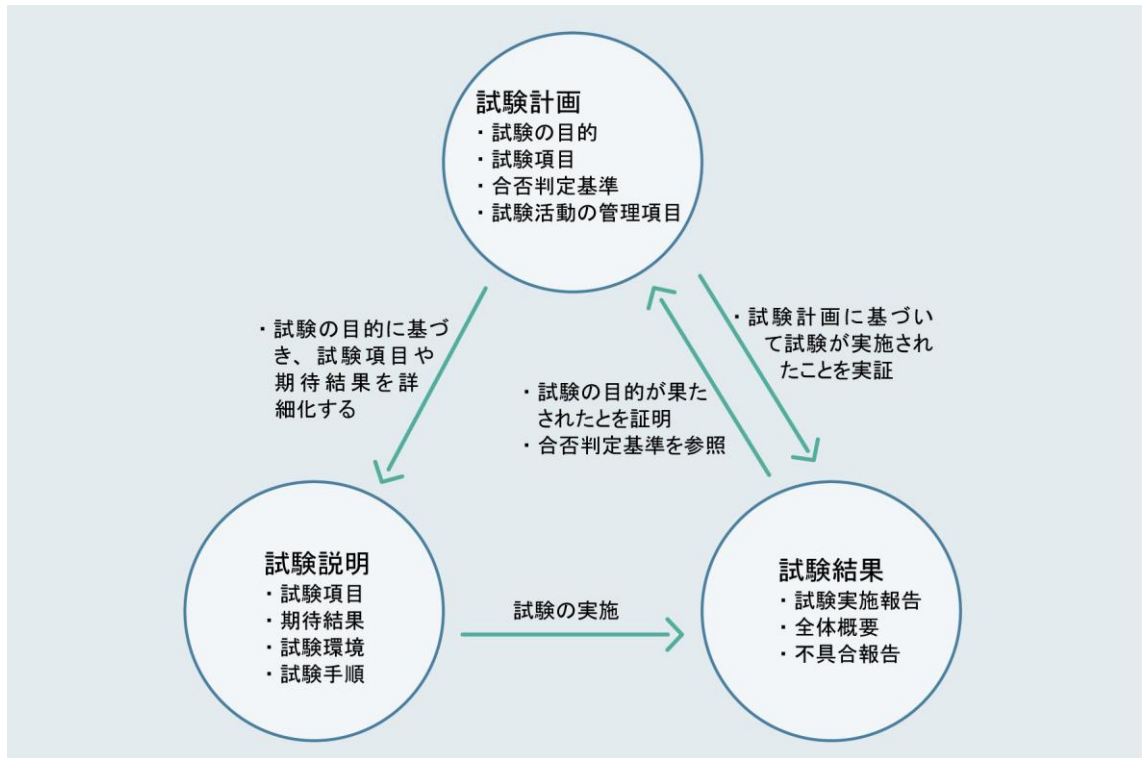 試験計画
・試験の目的
・試験項目
・合否判定基準
・試験活動の管理項目
・試験の目的に基づ
き、試験項目や
期待結果を詳
細化する
・試験計画に基づい
て試験が実施され
たことを実証
・試験の目的が果た
されたとを証明
・合否判定基準を参照
試験説明
・試験項目
・期待結果
・試験環境
・試験手順
試験の実施
試験結果
・試験実施報告
・全体概要
・不具合報告